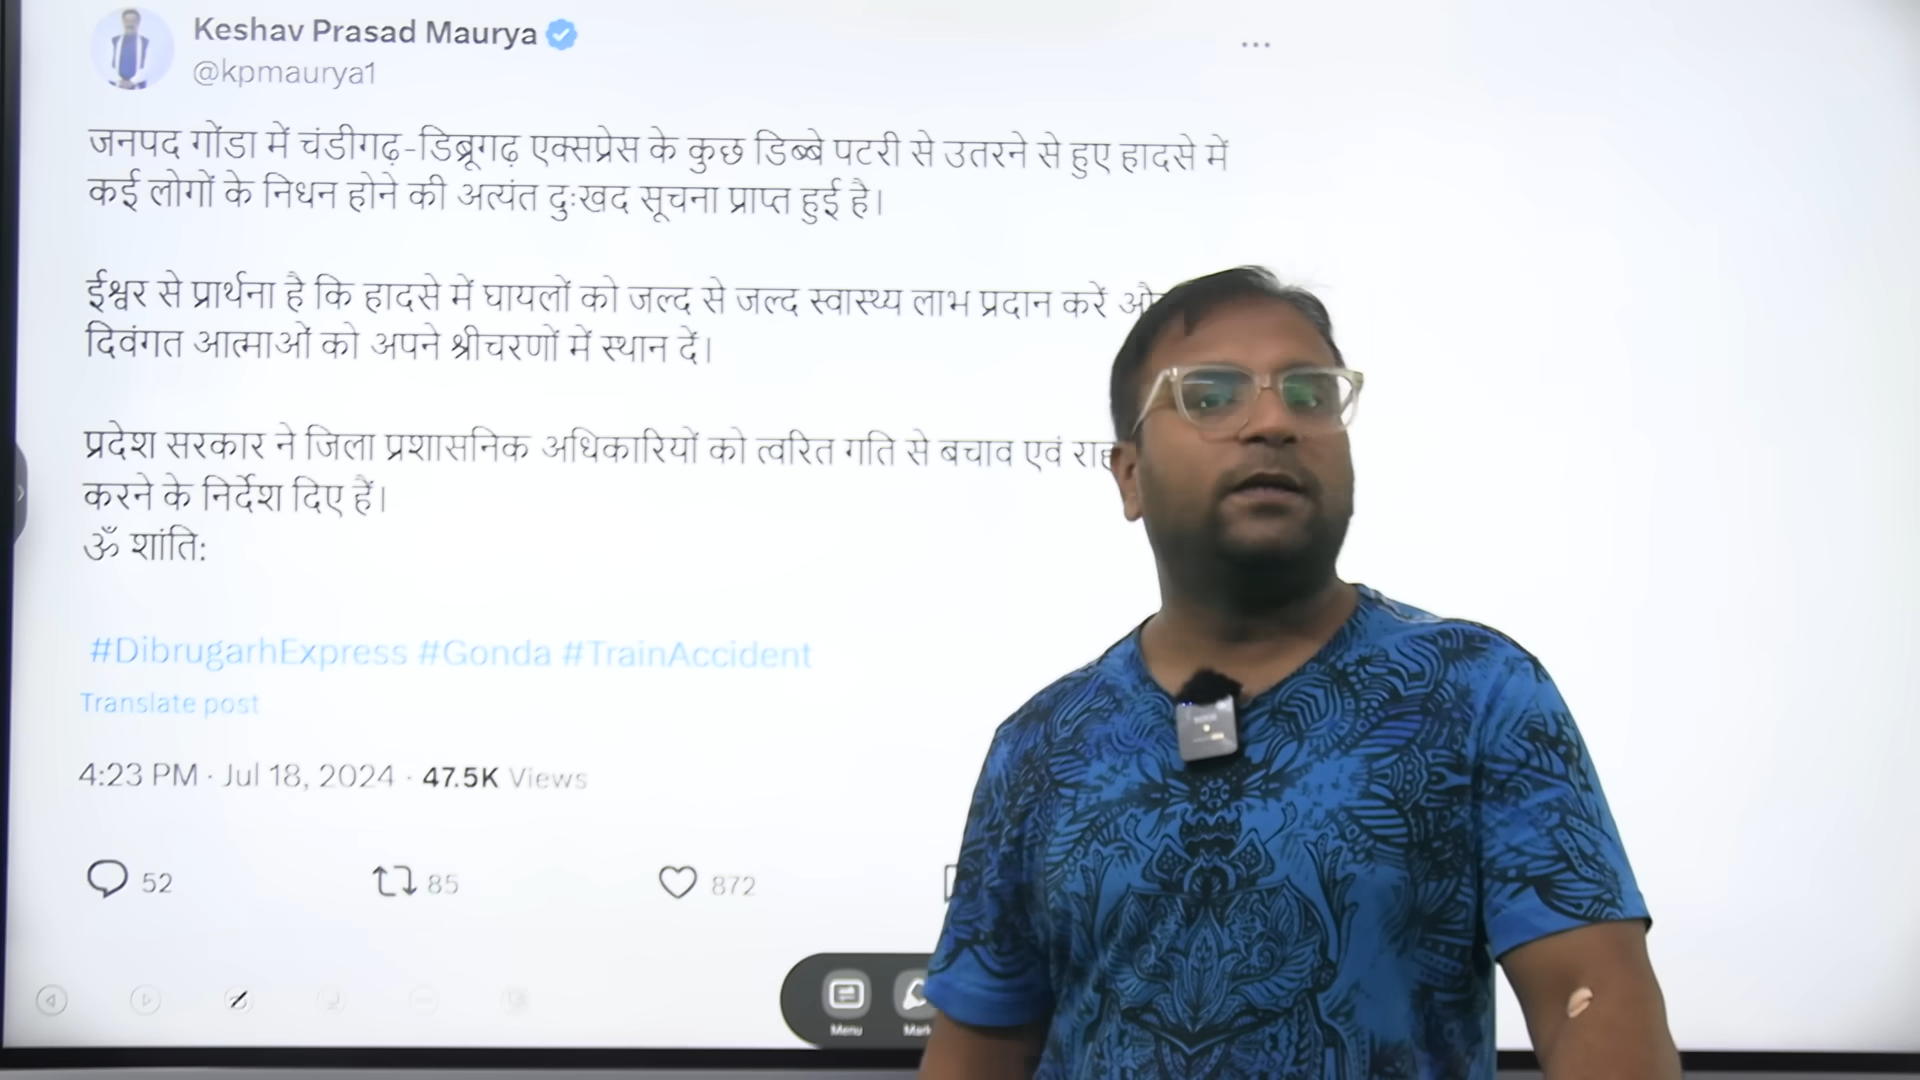 Keshav Prasad Maurya
@kpmaurya1
जनपद गोंडा में चंडीगढ़-डिब्रूगढ़ एक्सप्रेस के कुछ डिब्बे पटरी से उतरने से हुए हादसे में
कई लोगों के निधन होने की अत्यंत दुःखद सूचना प्राप्त हुई है।
ईश्वर से प्रार्थना है कि हादसे में घायलों को जल्द से जल्द स्वास्थ्य लाभ प्रदान करें
दिवंगत आत्माओं को अपने श्रीचरणों में स्थान दें।
प्रदेश सरकार ने जिला प्रशासनिक अधिकारियों को त्वरित गति से बचाव एवं
करने के निर्देश दिए हैं।
ॐ शांति:
#DibrugarhExpress #Gonda #TrainAccident
Translate post
4:23 PM · Jul 18, 2024 · 47.5K Views
52 85 872
Menu